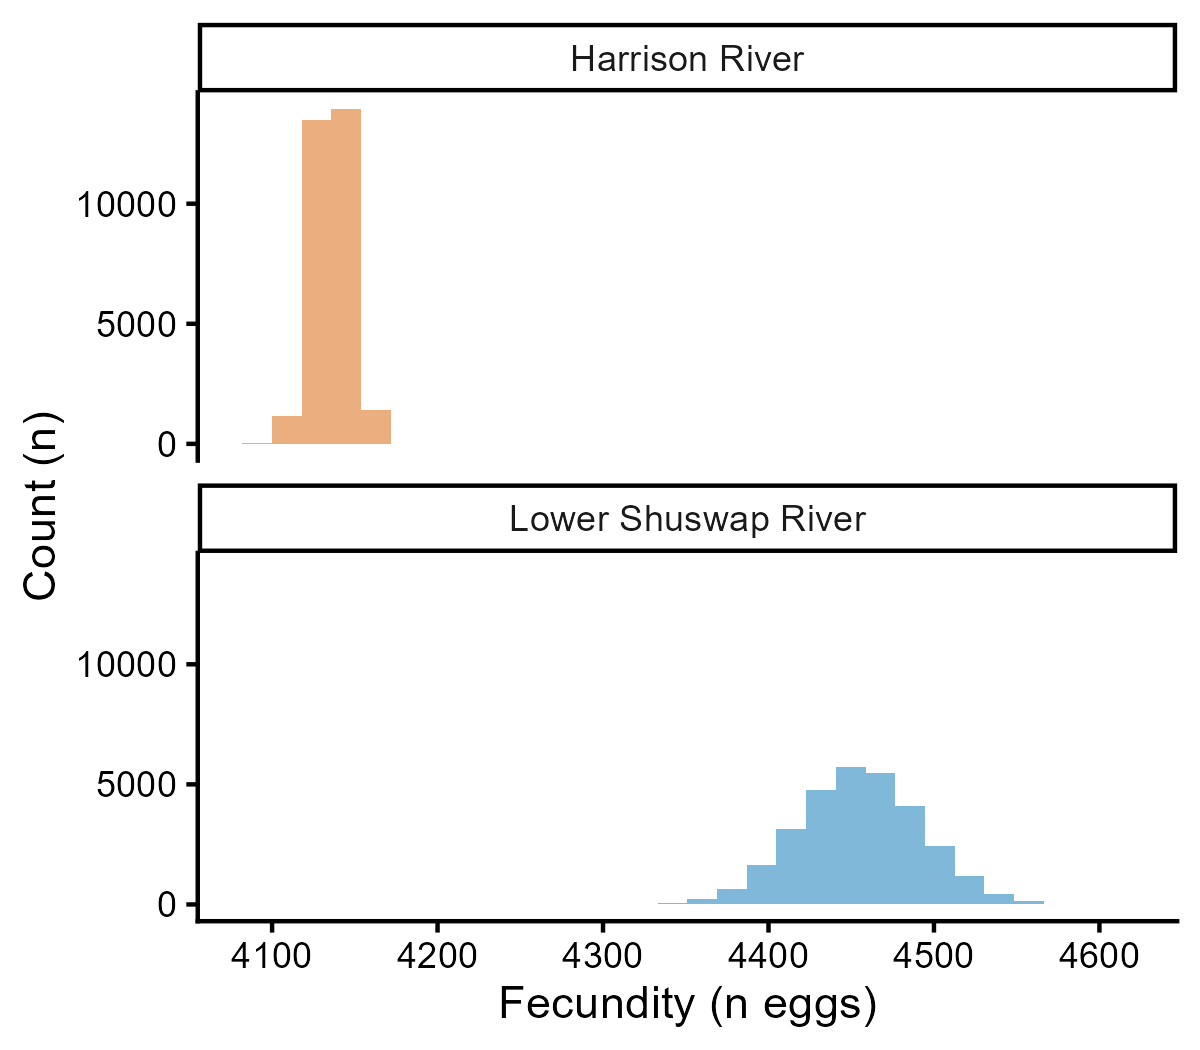 Harrison River
10000
5000
0
Count (n)
Lower Shuswap River
10000
5000
0
4100 4200 4300 4400 4500 4600
Fecundity (n eggs)